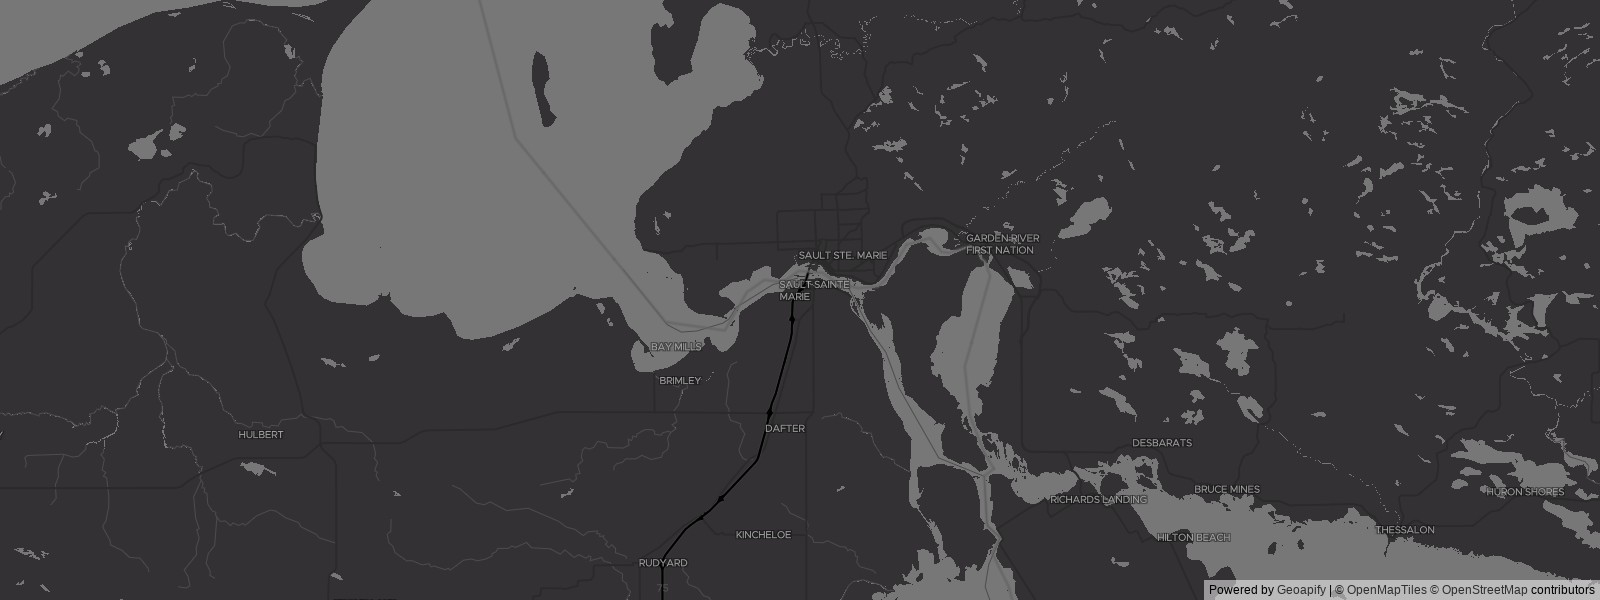 GARDEN RIVER
FIRST NATION
SAULT STE. MARIE
SAULT SAINTE
MARIE
BAY MILLS
BRIMLEY
DAFTER
HULBERT
DESBARATS
BRUCE MINES
HURON SHORES
RICHARDS LANDING
THESSALON
KINCHELOE
HILTON BEACH
RUDYARD
75
Powered by Geoapify | © OpenMapTiles © OpenStreetMap contributors